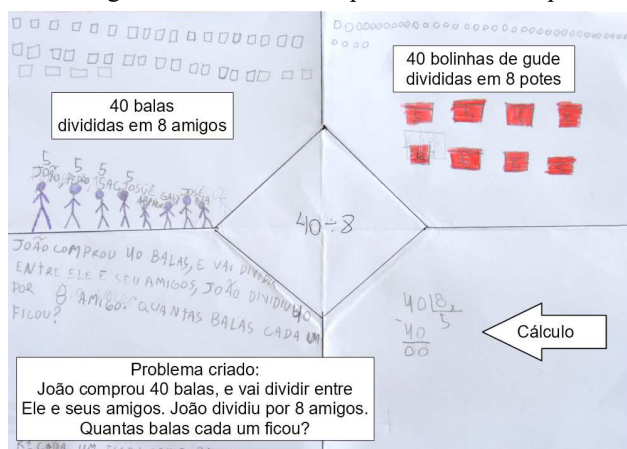 40 balas
divididas em 8 amigos
40 bolinhas de gude
divididas em 8 potes
5 5 5 5
JOÃO, PEDRO, ISAC, JOSUÉ
40÷8
JOÃO COMPROU 40 BALAS, E VAI DIVIDIR
ENTRE ELE E SEU AMIGOS, JOÃO DIVIDIU 40
POR 8 AMIGO. QUANTAS BALAS CADA UM
FICOU?
40 8
5
- 40
00
Cálculo
Problema criado:
João comprou 40 balas, e vai dividir entre
Ele e seus amigos. João dividiu por 8 amigos.
Quantas balas cada um ficou?